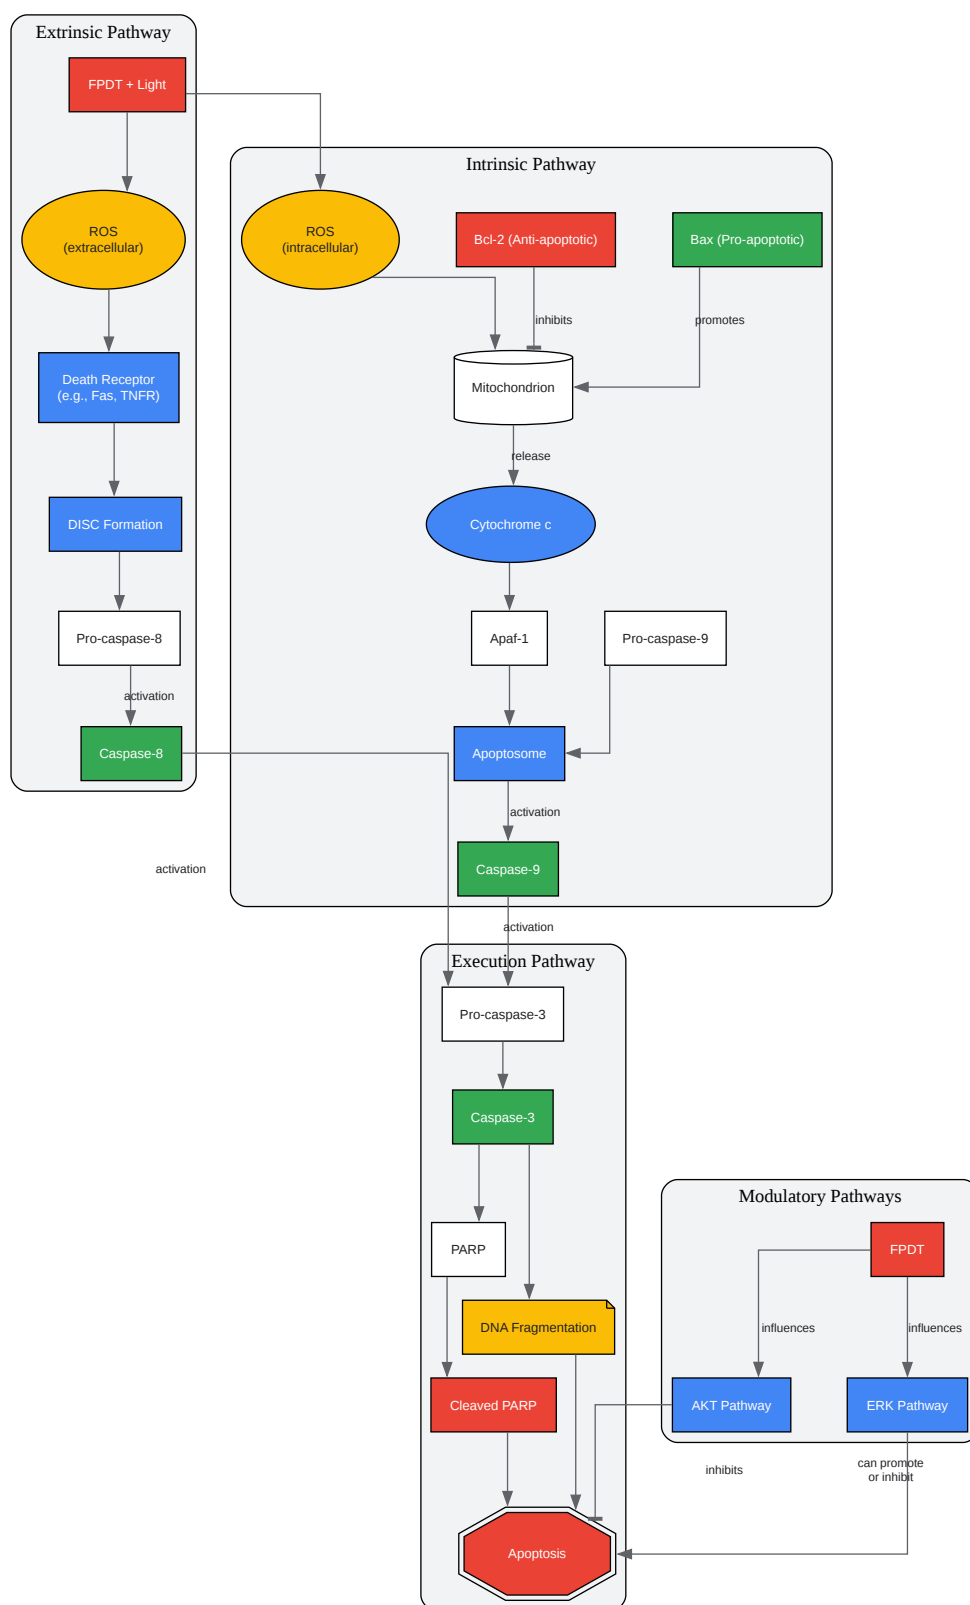 Extrinsic Pathway
FPDT + Light
ROS
(extracellular)
Death Receptor
(e.g., Fas, TNFR)
DISC Formation
Pro-caspase-8
activation
Caspase-8
activation
Intrinsic Pathway
ROS
(intracellular)
Bcl-2 (Anti-apoptotic)
Bax (Pro-apoptotic)
inhibits
promotes
Mitochondrion
release
Cytochrome c
Apaf-1
Pro-caspase-9
Apoptosome
activation
Caspase-9
activation
Execution Pathway
Pro-caspase-3
Caspase-3
PARP
DNA Fragmentation
Cleaved PARP
Apoptosis
Modulatory Pathways
FPDT
influences
influences
AKT Pathway
ERK Pathway
inhibits
can promote
or inhibit